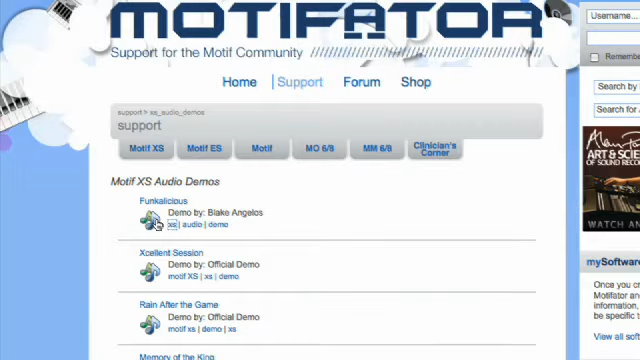 MOTIFATOR
Support for the Motif Community
Username...
Remembe
Home | Support Forum Shop
Search by
Search for A
support > xs_audio_demos
support
Motif XS Motif ES Motif MO 6/8 MM 6/8 Clinician's Corner
ART & SCIE
OF SOUND RECOR
WATCH AN
Motif XS Audio Demos
Funkalicious
Demo by: Blake Angelos
xs | audio | demo
Xcellent Session
Demo by: Official Demo
motif XS | xs | demo
mySoftware
Once you c
Motifator an
information,
be specific t
View all soft
Rain After the Game
Demo by: Official Demo
motif xs | demo | xs
Memory of the King